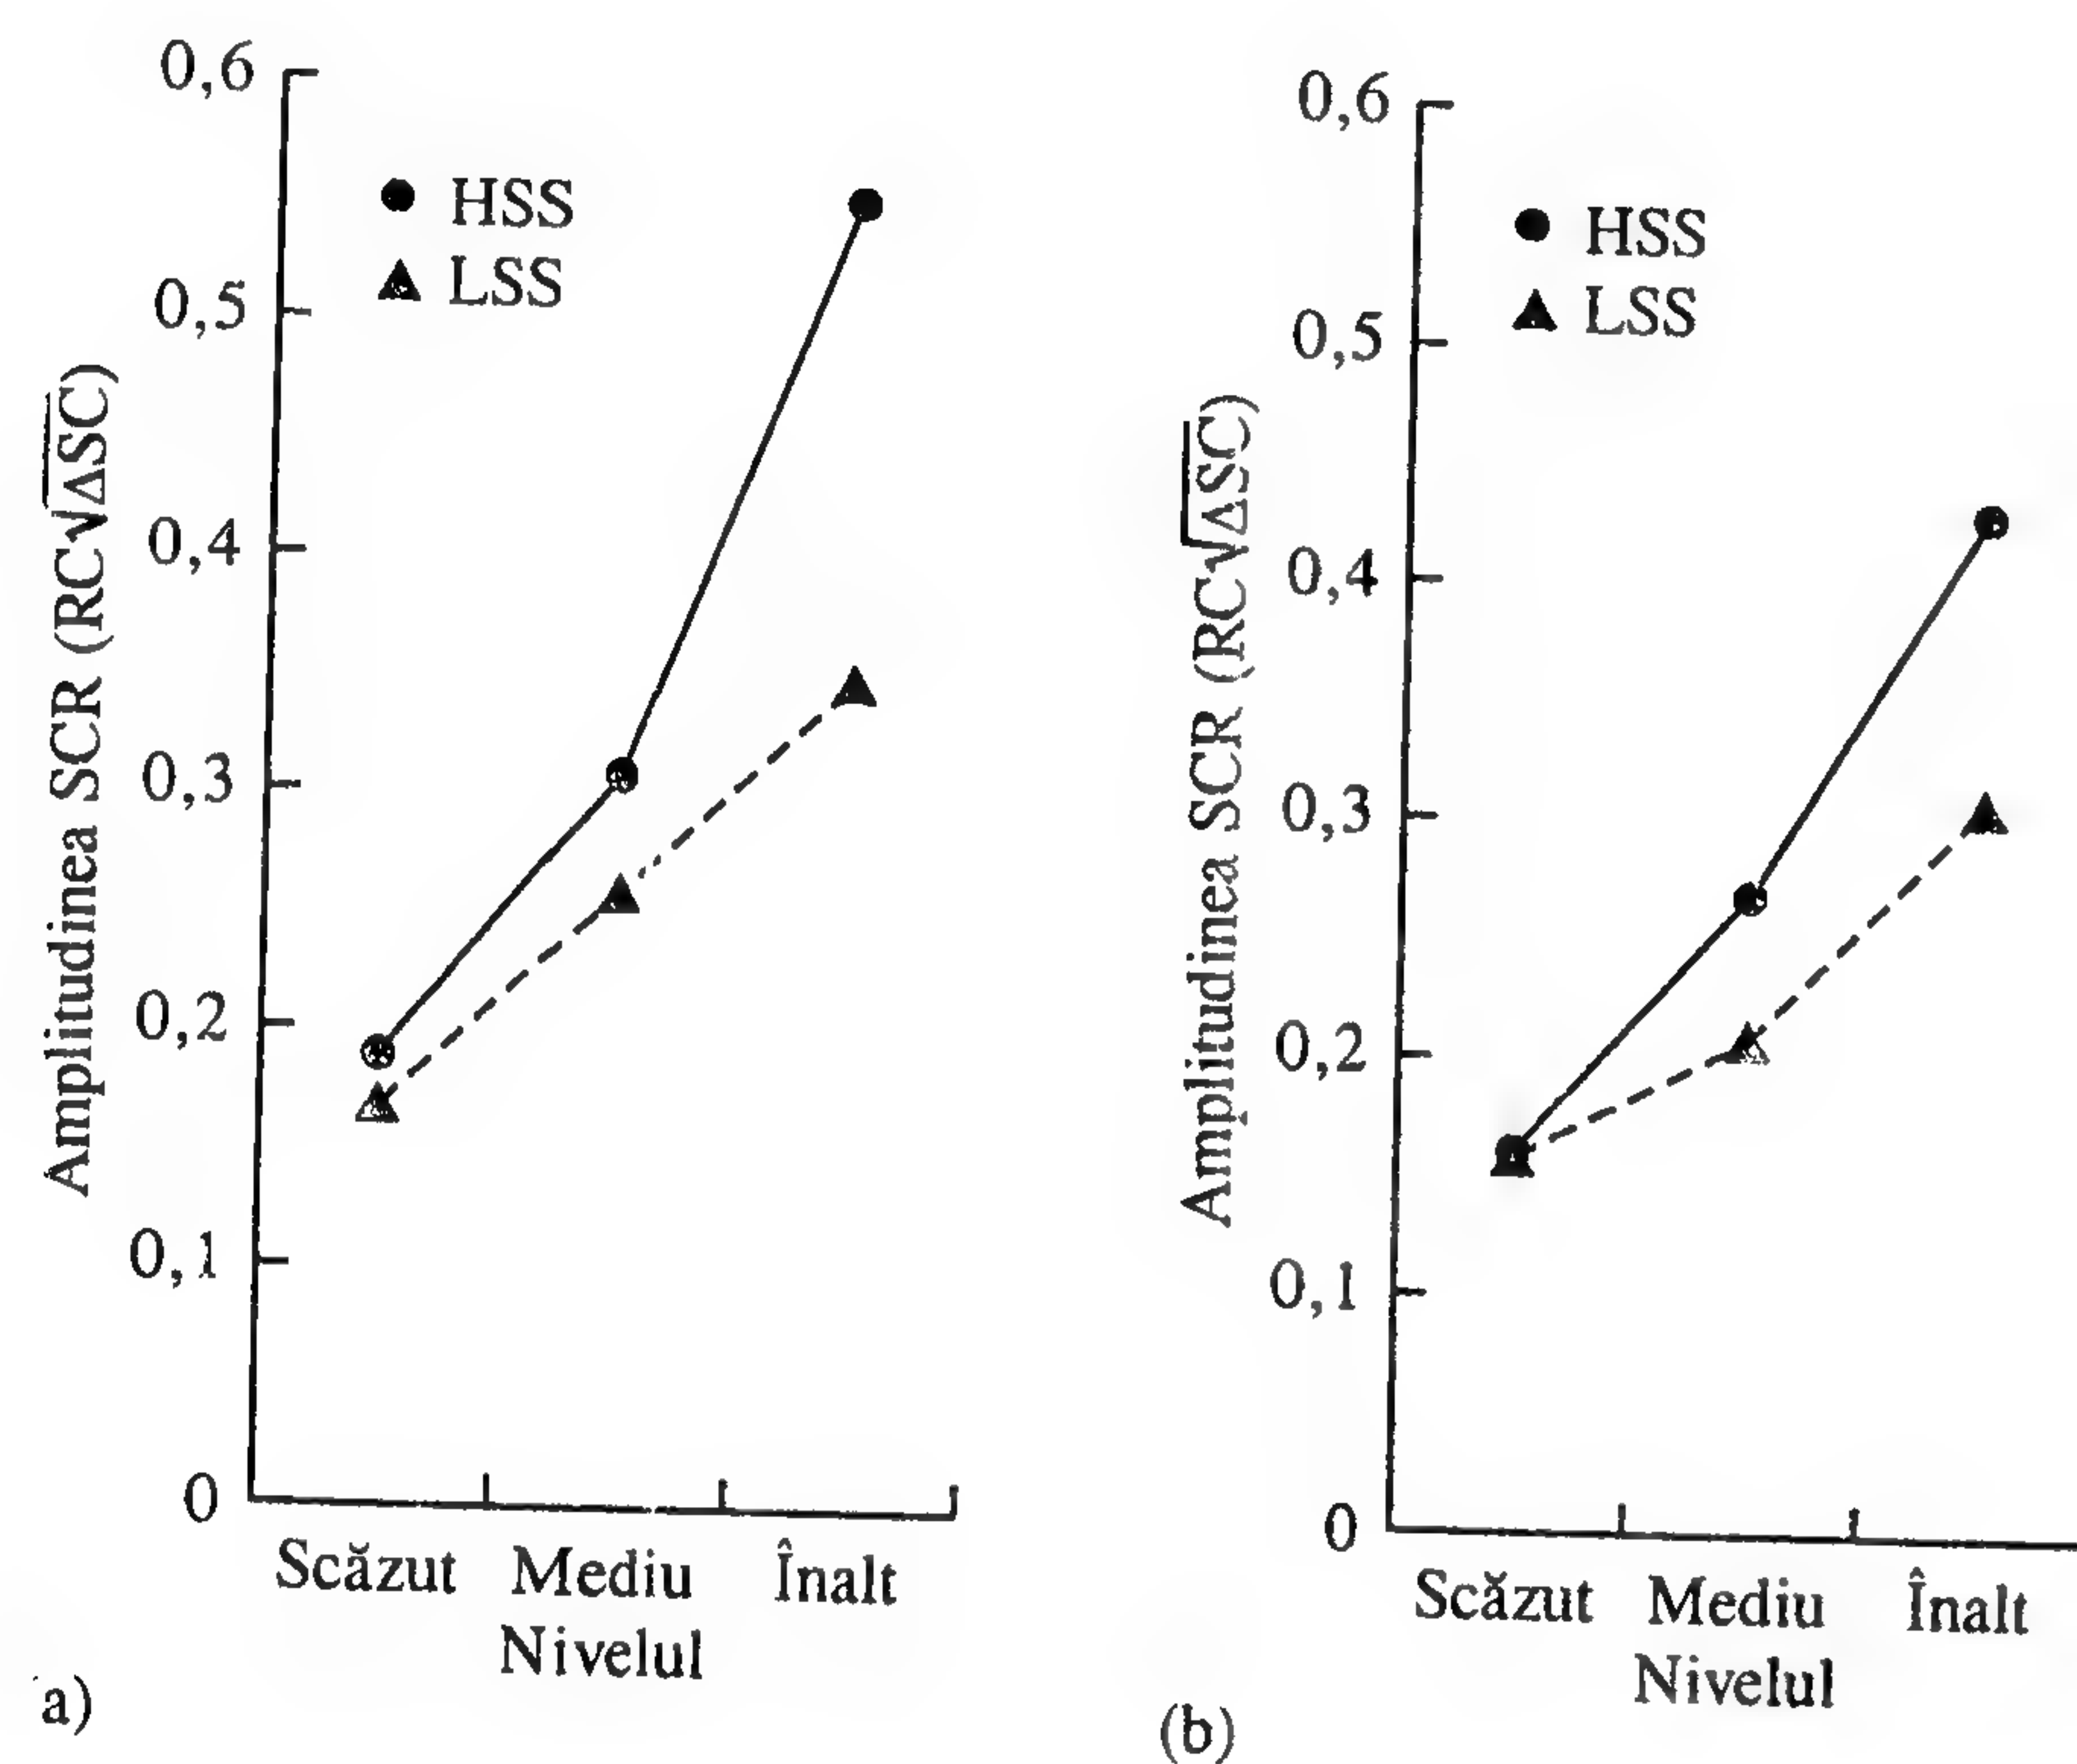 0,6
HSS
LSS
0,5
0,4
0,3
0,2
0,1
0
Amplitudinea SCR (RC√ΔSC)
Scăzut Mediu Înalt
Nivelul
a)
0,6
HSS
LSS
0,5
0,4
0,3
0,2
0,1
0
Amplitudinea SCR (RC√ΔSC)
Scăzut Mediu Înalt
Nivelul
(b)